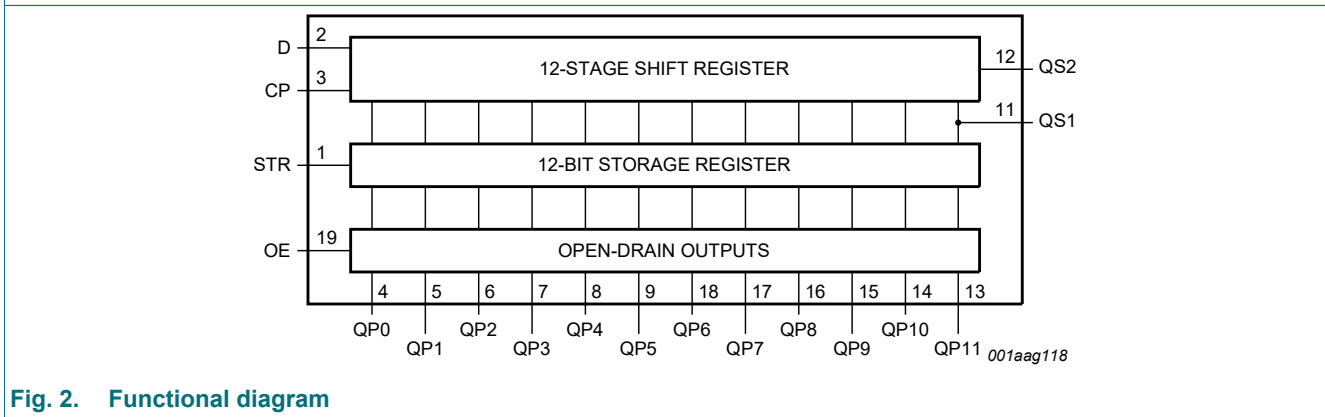 2
D
12-STAGE SHIFT REGISTER
12
QS2
3
CP
11
QS1
1
STR
12-BIT STORAGE REGISTER
19
OE
OPEN-DRAIN OUTPUTS
4 5 6 7 8 9 18 17 16 15 14 13
QP0 QP2 QP4 QP6 QP8 QP10
QP1 QP3 QP5 QP7 QP9 QP11 001aag118
Fig. 2. Functional diagram